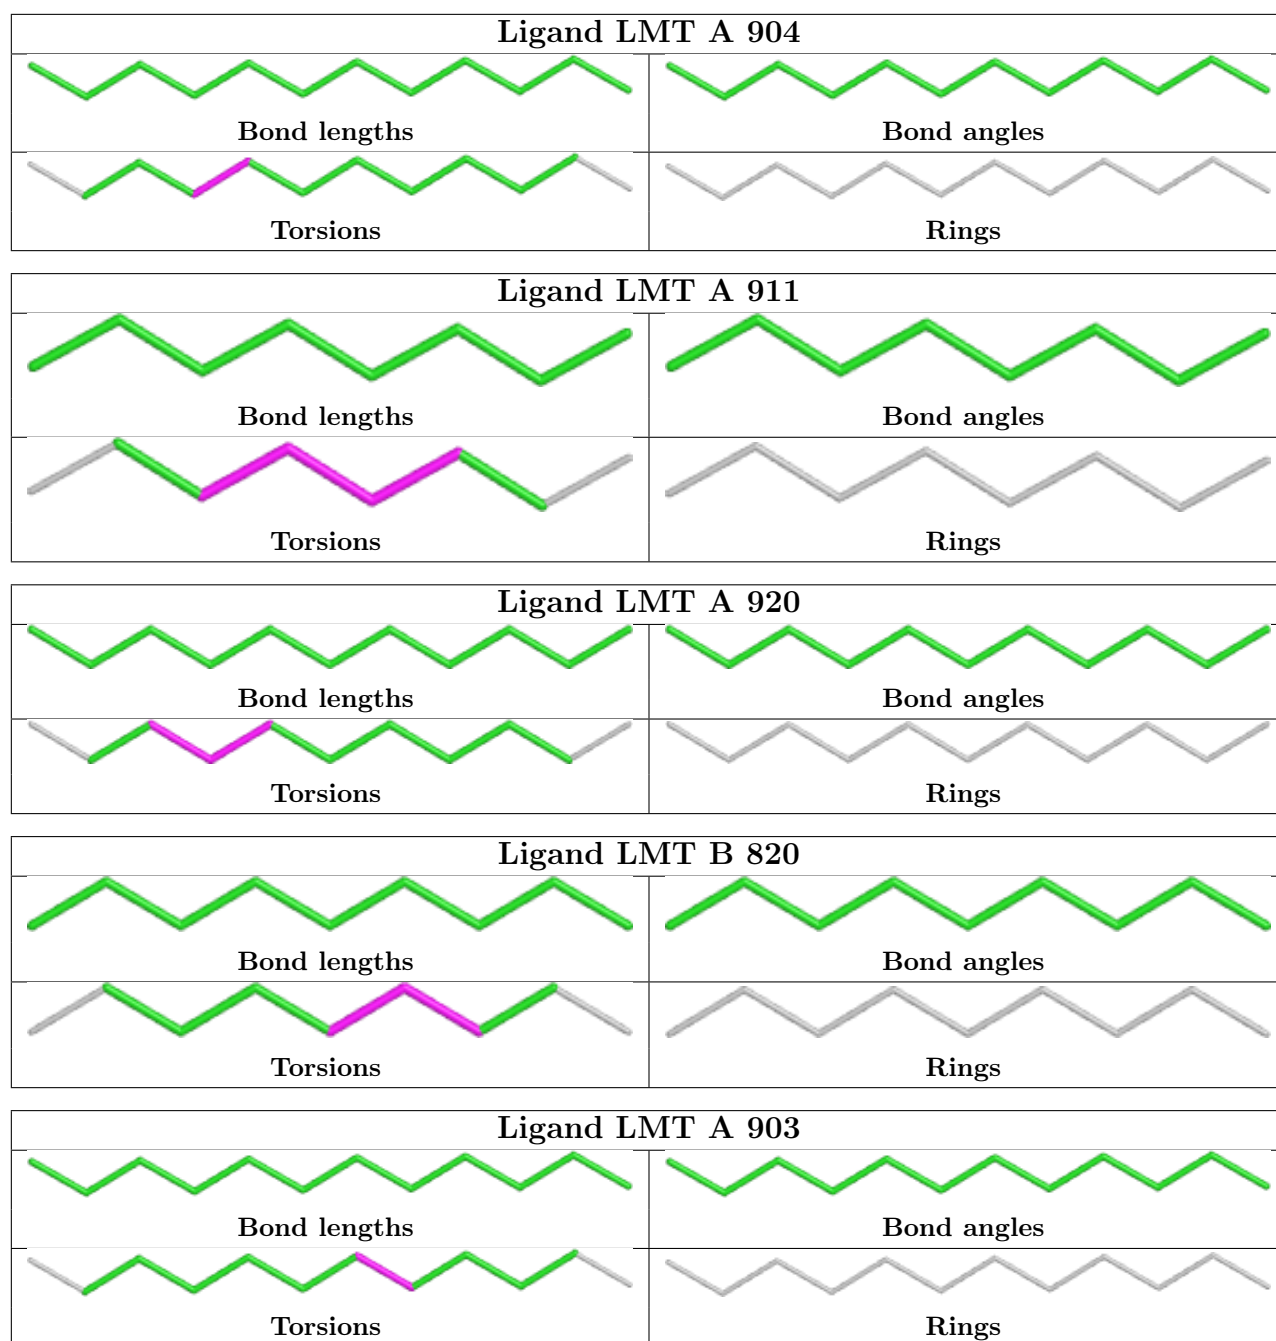 Ligand LMT A 904
Bond lengths Bond angles
Torsions Rings
Ligand LMT A 911
Bond lengths Bond angles
Torsions Rings
Ligand LMT A 920
Bond lengths Bond angles
Torsions Rings
Ligand LMT B 820
Bond lengths Bond angles
Torsions Rings
Ligand LMT A 903
Bond lengths Bond angles
Torsions Rings